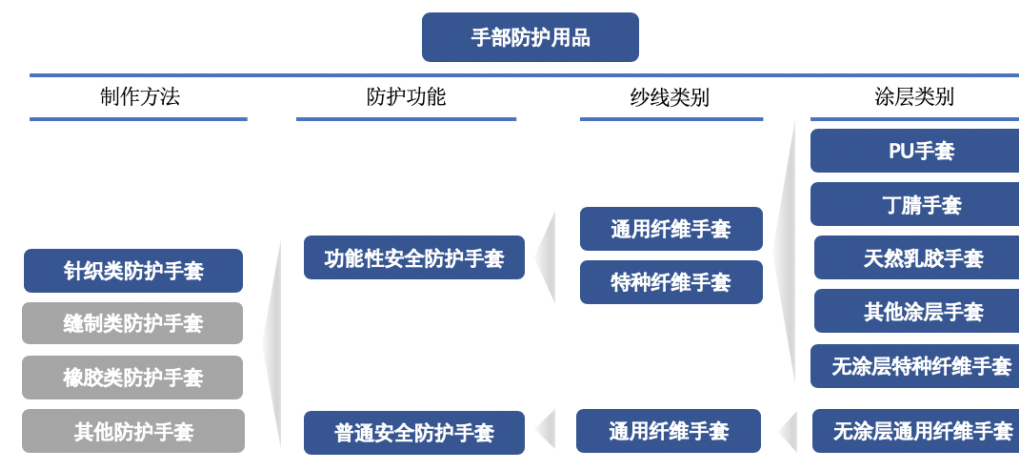 手部防护用品
制作方法
防护功能
纱线类别
涂层类别
针织类防护手套
缝制类防护手套
橡胶类防护手套
其他防护手套
功能性安全防护手套
普通安全防护手套
通用纤维手套
特种纤维手套
通用纤维手套
PU手套
丁腈手套
天然乳胶手套
其他涂层手套
无涂层特种纤维手套
无涂层通用纤维手套